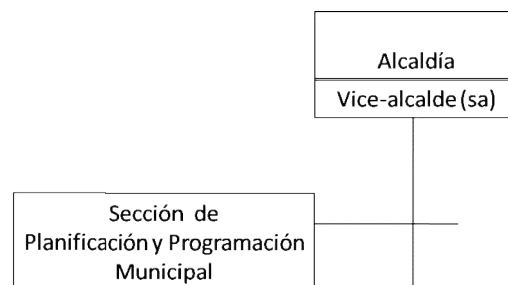 Alcaldía
Vice-alcalde (sa)
Sección de
Planificación y Programación
Municipal